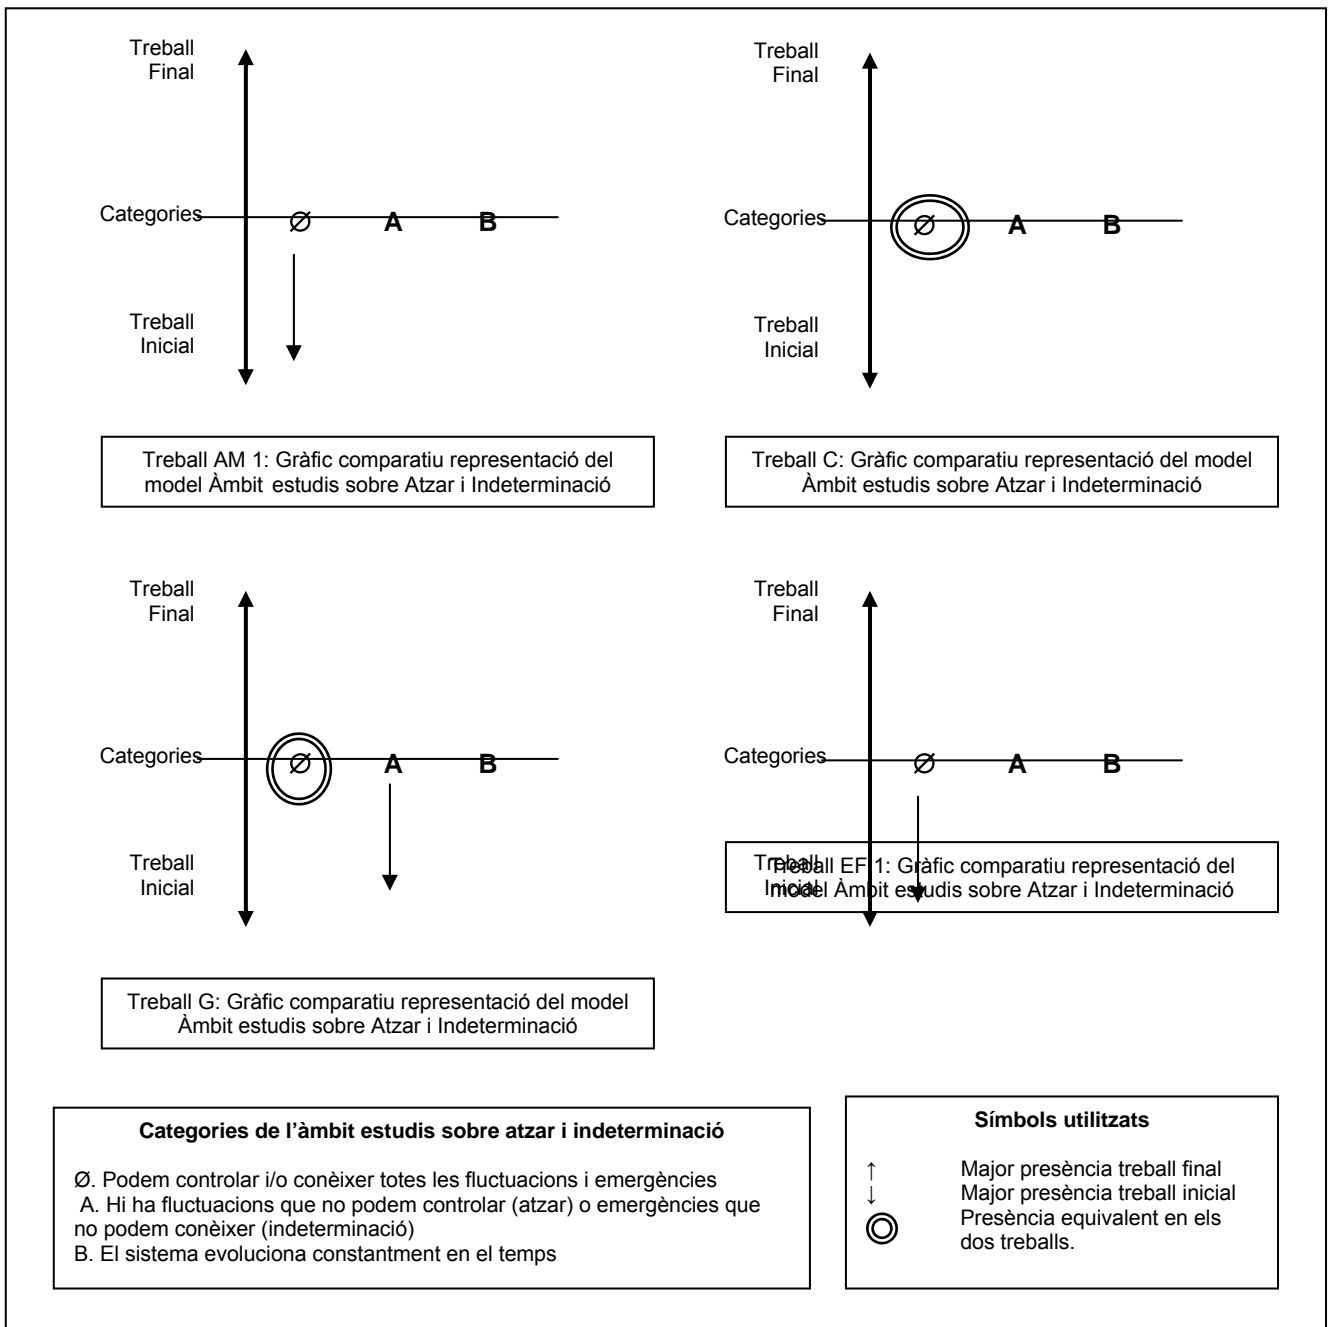 Treball
Final
Categories
Ø A B
Treball
Inicial
Treball AM 1: Gràfic comparatiu representació del
model Àmbit estudis sobre Atzar i Indeterminació
Treball
Final
Categories
Ø A B
Treball
Inicial
Treball C: Gràfic comparatiu representació del model
Àmbit estudis sobre Atzar i Indeterminació
Treball
Final
Categories
Ø A B
Treball
Inicial
Treball G: Gràfic comparatiu representació del model
Àmbit estudis sobre Atzar i Indeterminació
Treball
Final
Categories
Ø A B
Treball
Inicial
Treball EF 1: Gràfic comparatiu representació del
model Àmbit estudis sobre Atzar i Indeterminació
Categories de l'àmbit estudis sobre atzar i indeterminació
Ø. Podem controlar i/o conèixer totes les fluctuacions i emergències
A. Hi ha fluctuacions que no podem controlar (atzar) o emergències que
no podem conèixer (indeterminació)
B. El sistema evoluciona constantment en el temps
Símbols utilitzats
↑ Major presència treball final
↓ Major presència treball inicial
Presència equivalent en els
dos treballs.